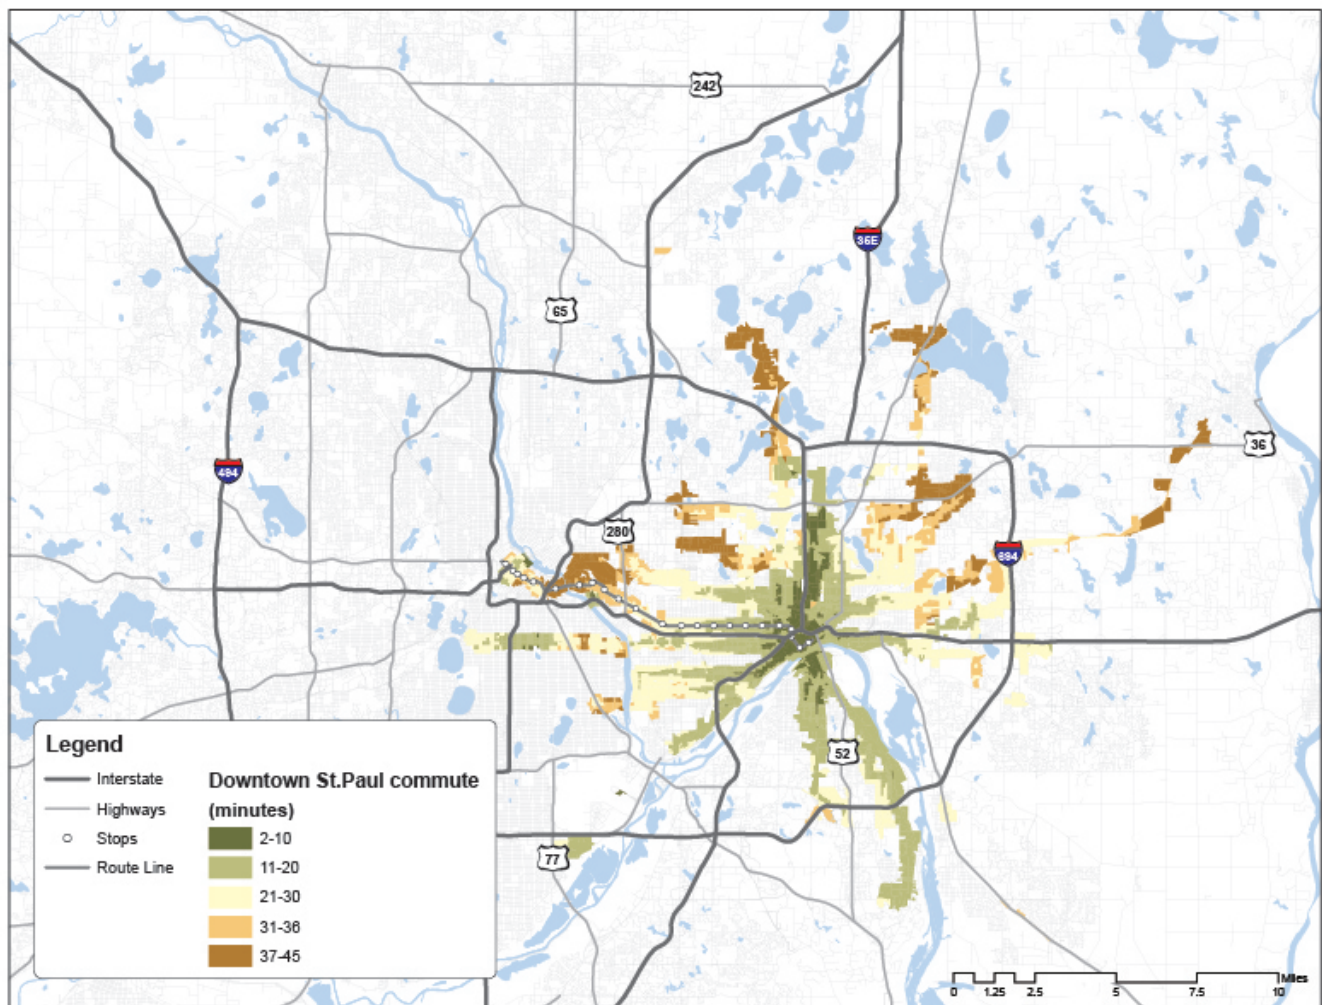 242
36E
65
36
494
280
694
52
77
Legend
Interstate
Highways
Stops
Route Line
Downtown St.Paul commute
(minutes)
2-10
11-20
21-30
31-36
37-45
Miles
0 1.25 2.5 5 7.5 10